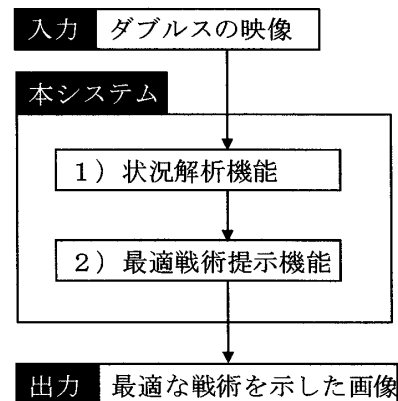 入力 ダブルスの映像
本システム
1)状況解析機能
2)最適戦術提示機能
出力 最適な戦術を示した画像